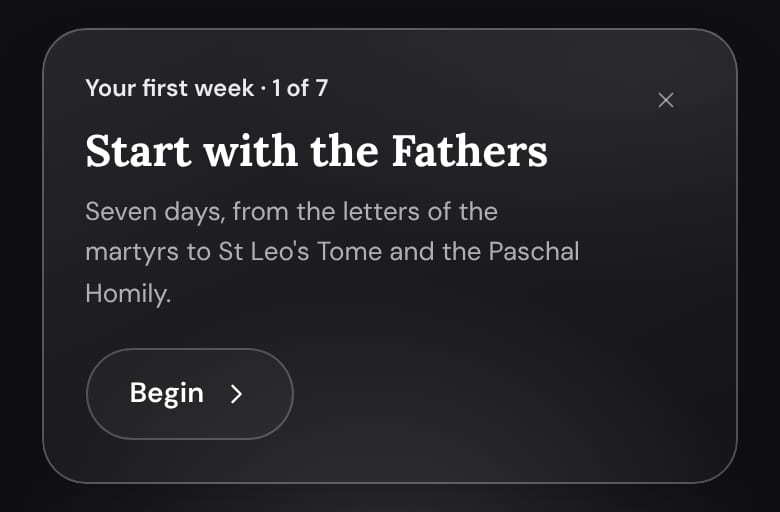 Your first week · 1 of 7
Start with the Fathers
Seven days, from the letters of the
martyrs to St Leo's Tome and the Paschal
Homily.
Begin